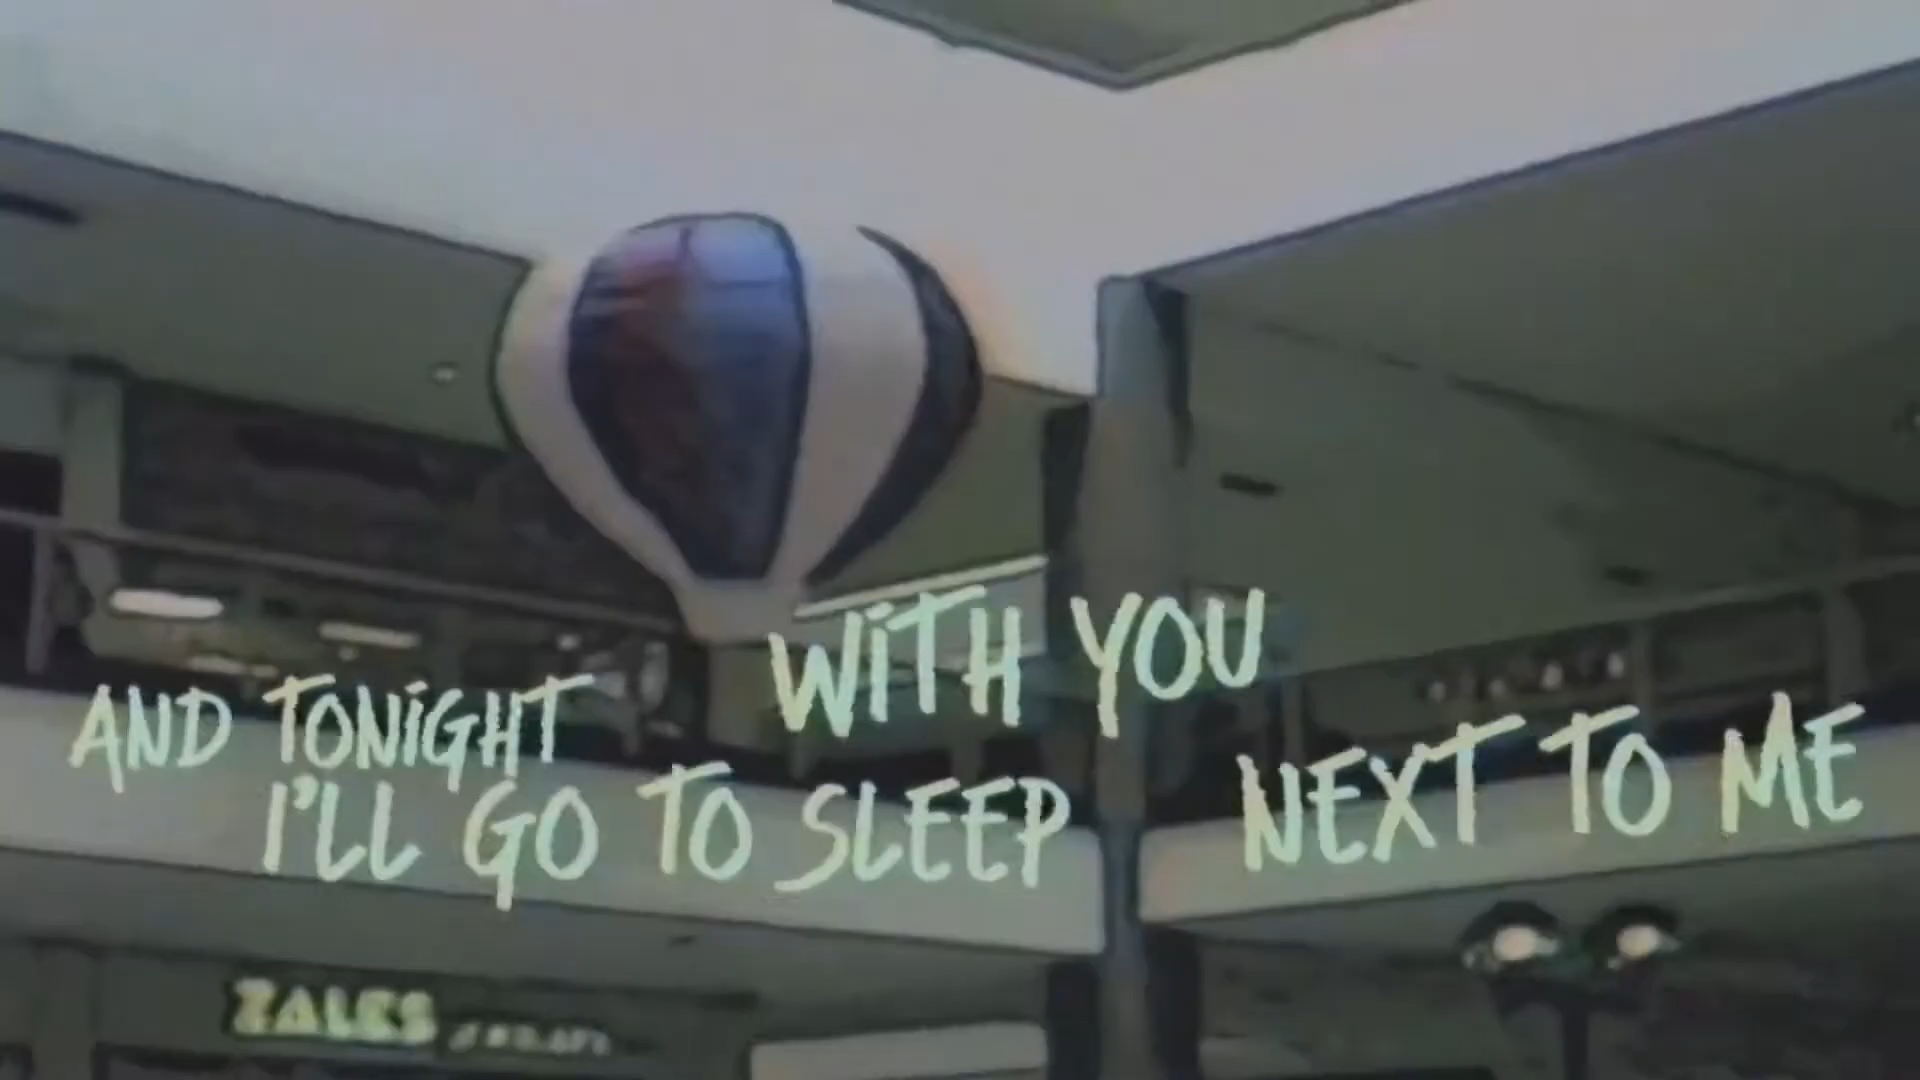 AND TONIGHT
I'LL GO TO SLEEP
WITH YOU
NEXT TO ME
ZALES